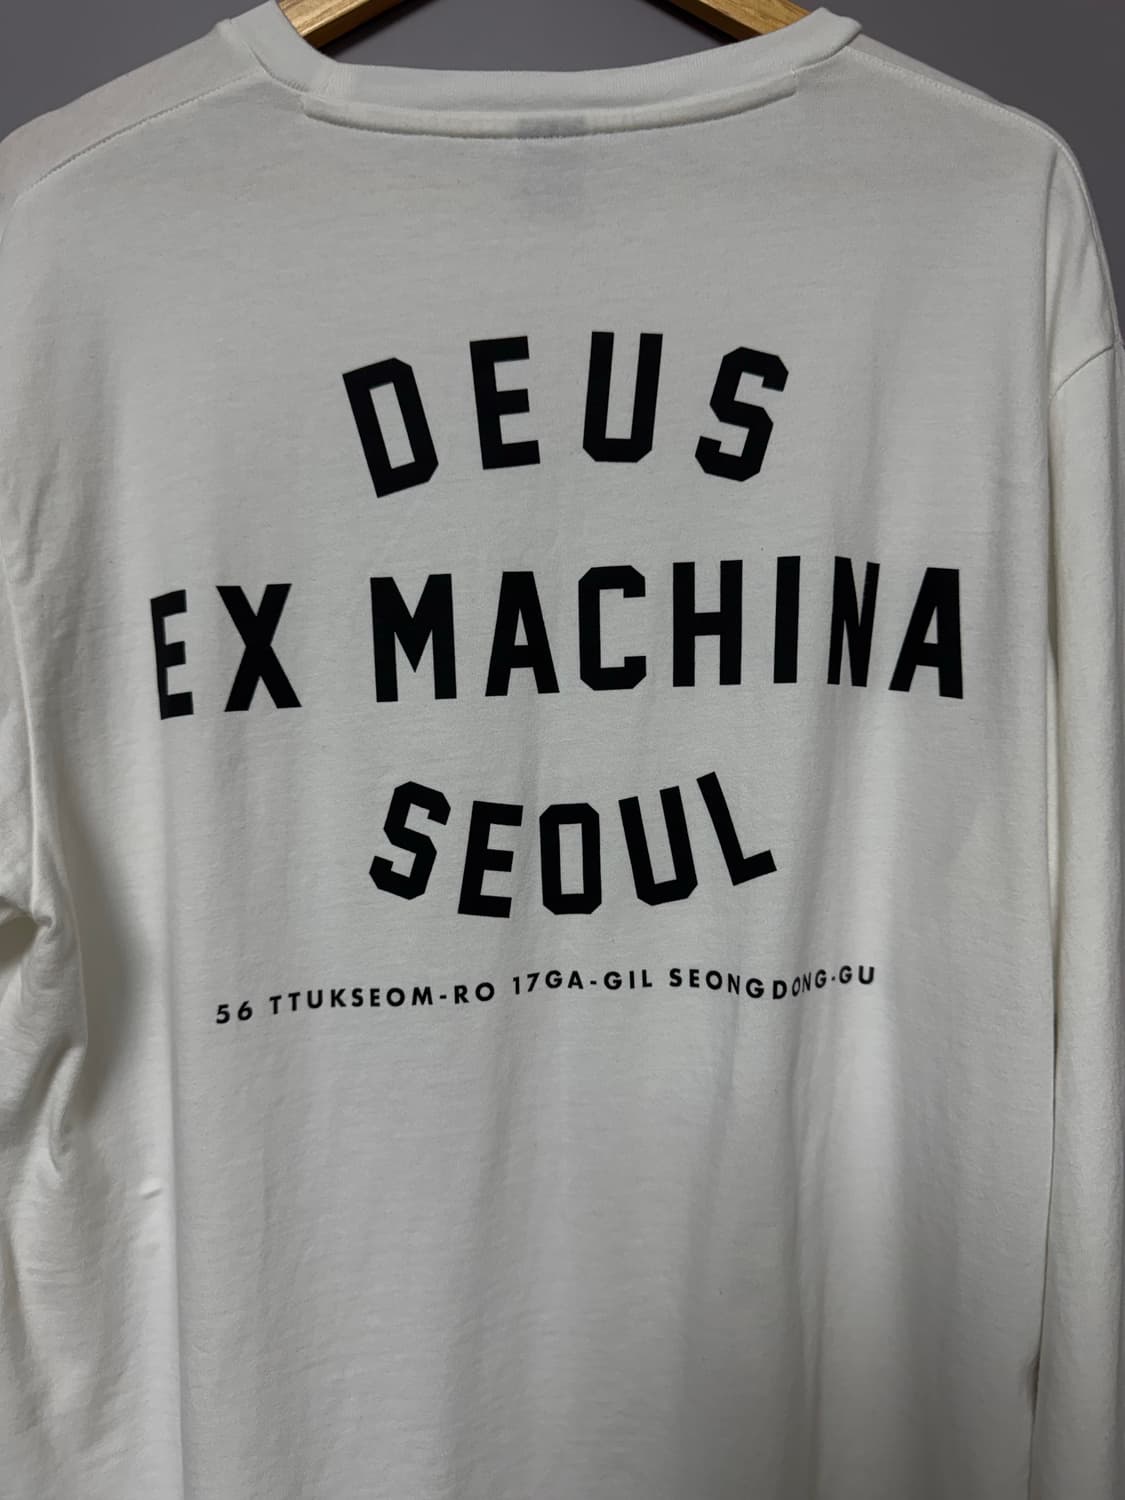 DEUS
EX MACHINA
SEOUL
56 TTUKSEOM-RO 17GA-GIL SEONGDONG-GU